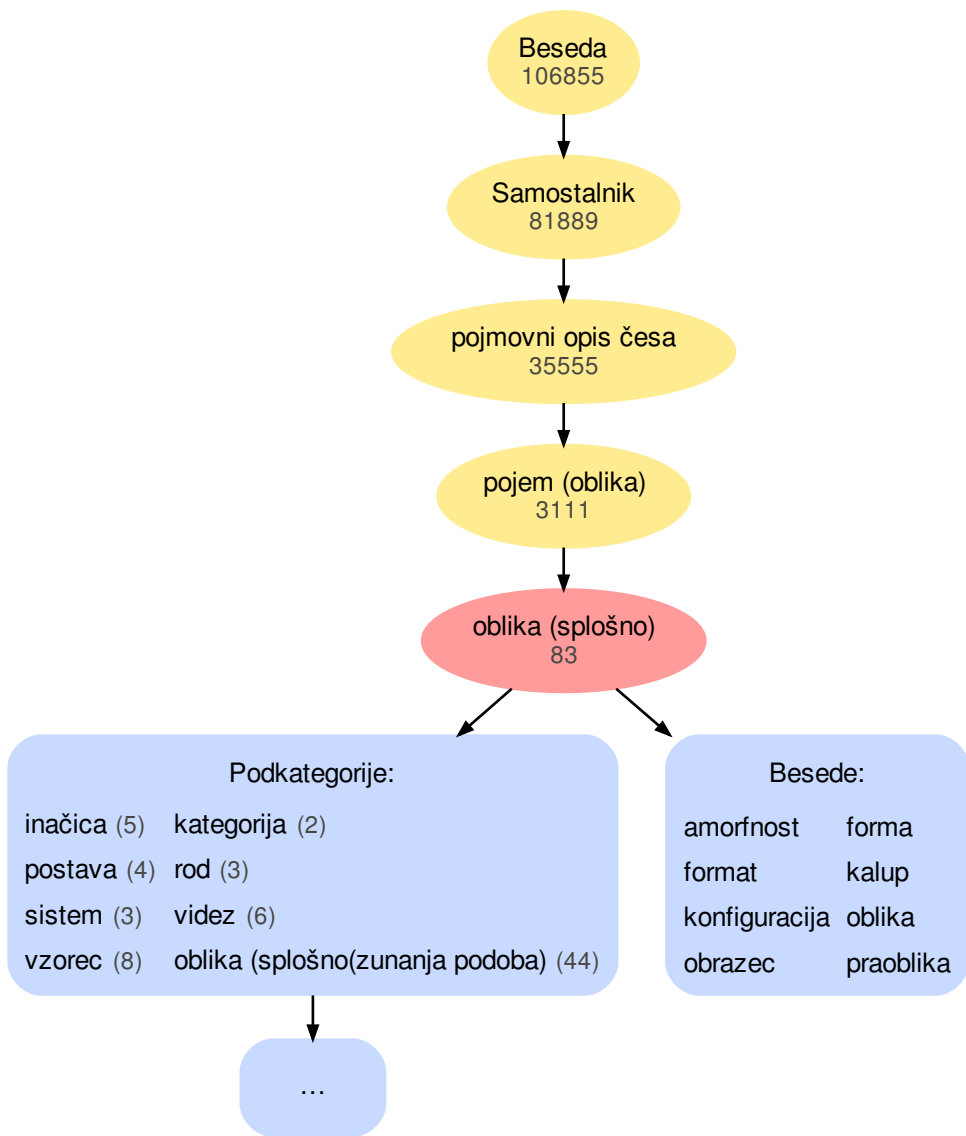 Beseda
106855
Samostalnik
81889
pojmovni opis česa
35555
pojem (oblika)
3111
oblika (splošno)
83
Podkategorije:
inačica (5) kategorija (2)
postava (4) rod (3)
sistem (3) videz (6)
vzorec (8) oblika (splošno(zunanja podoba) (44)
Besede:
amorfnost forma
format kalup
konfiguracija oblika
obrazec praoblika
...